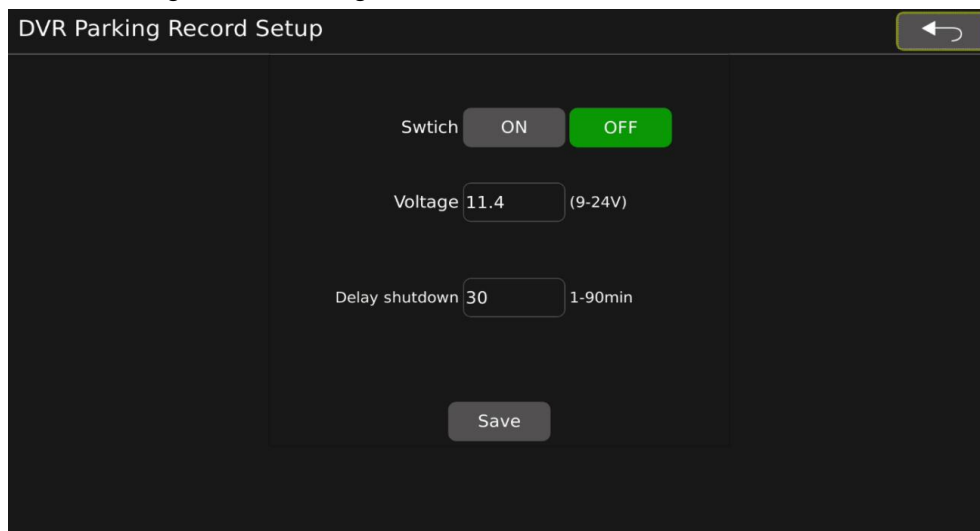 DVR Parking Record Setup
Swtich ON OFF
Voltage 11.4 (9-24V)
Delay shutdown 30 1-90min
Save